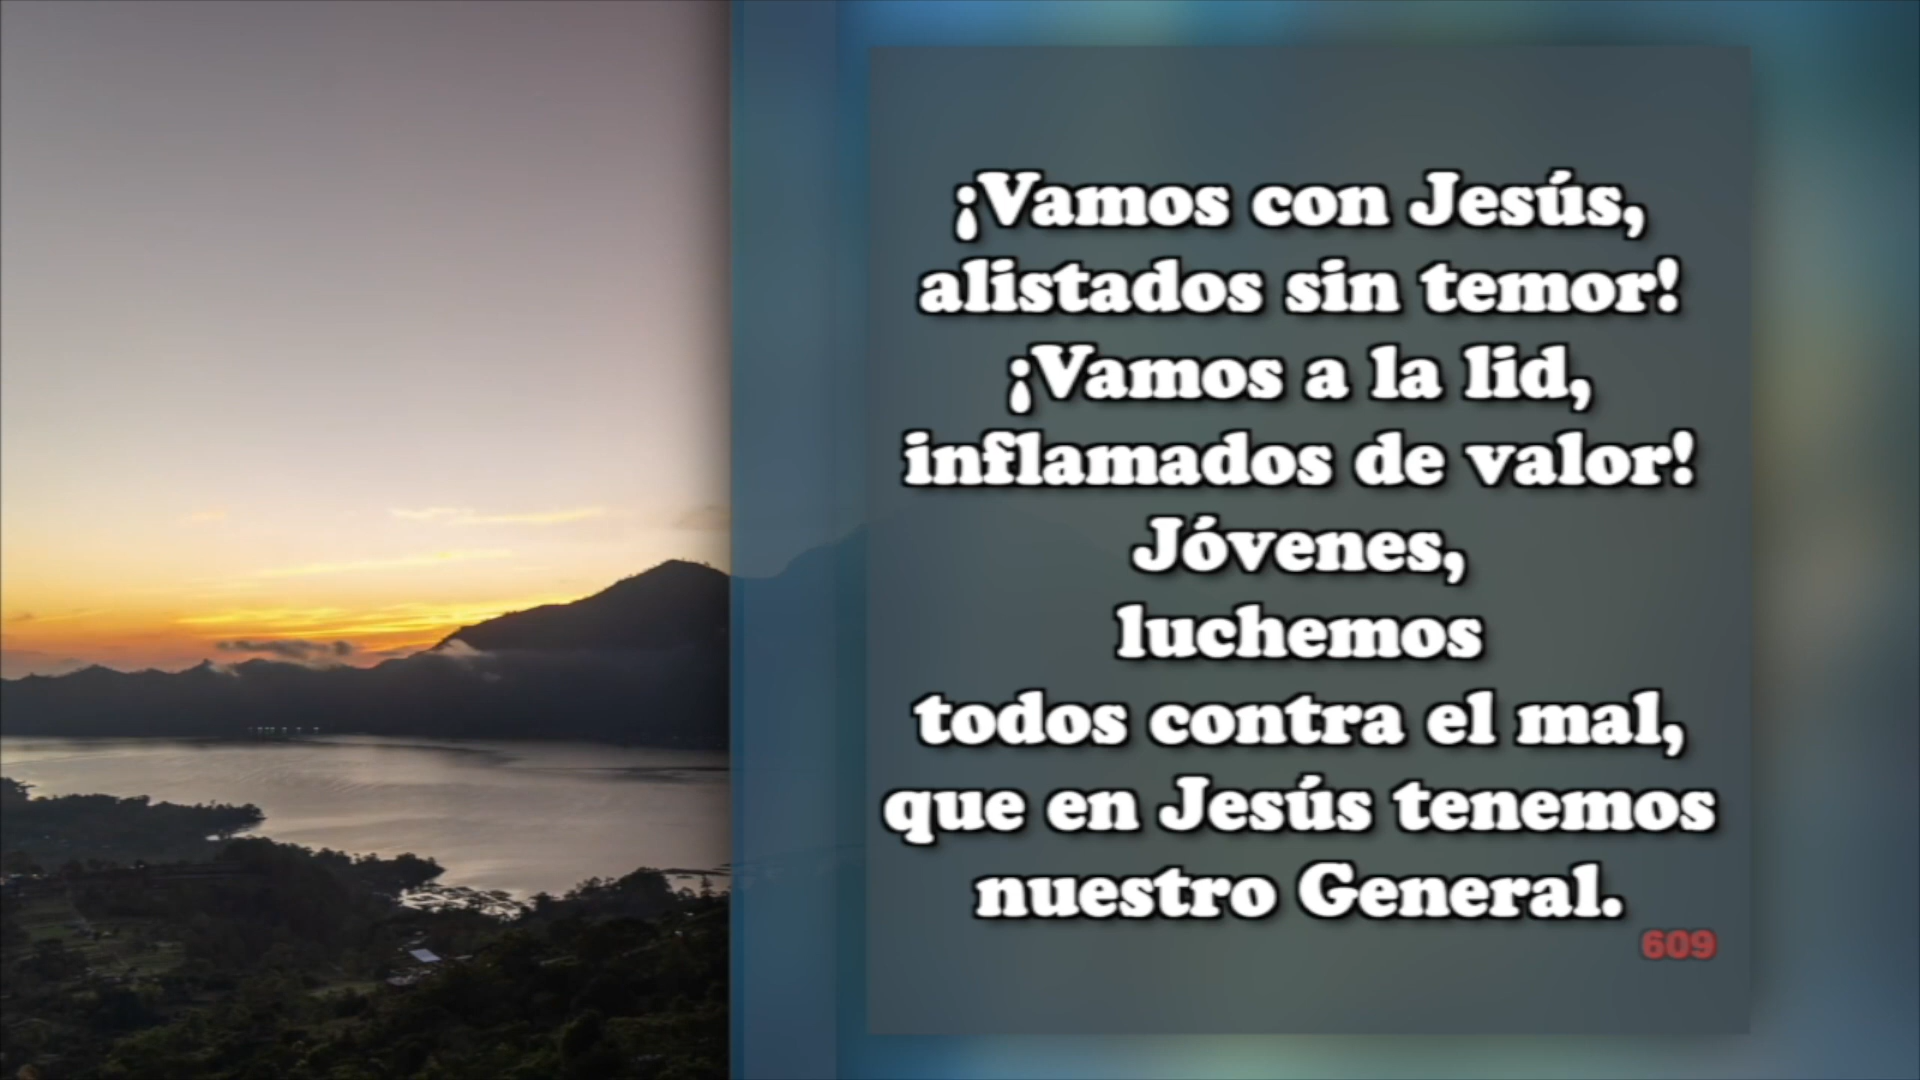 ¡Vamos con Jesús,
alistados sin temor!
¡Vamos a la lid,
inflamados de valor!
Jóvenes,
luchemos
todos contra el mal,
que en Jesús tenemos
nuestro General.
609